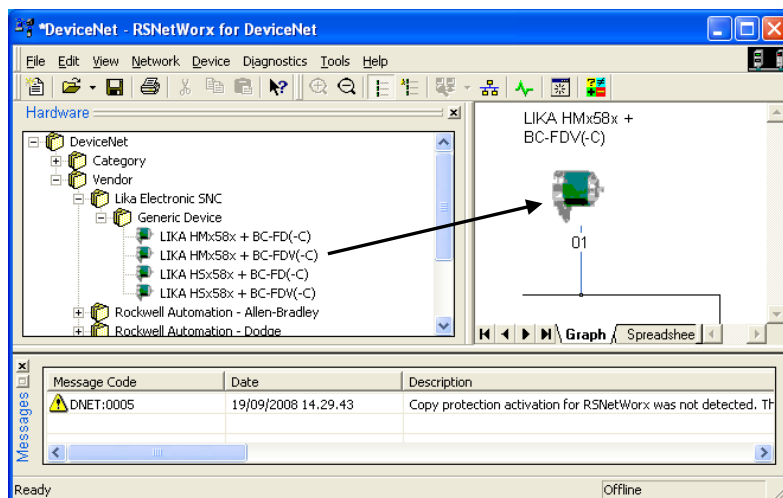 *DeviceNet - RSNetWorx for DeviceNet
File Edit View Network Device Diagnostics Tools Help
Hardware
DeviceNet
Category
Vendor
Lika Electronic SNC
Generic Device
LIKA HMx58x + BC-FD(-C)
LIKA HMx58x + BC-FDV(-C)
LIKA HSx58x + BC-FD(-C)
LIKA HSx58x + BC-FDV(-C)
Rockwell Automation - Allen-Bradley
Rockwell Automation - Dodge
LIKA HMx58x +
BC-FDV(-C)
01
Graph Spreadshee
Messages
Message Code Date Description
DNET:0005 19/09/2008 14.29.43 Copy protection activation for RSNetWorx was not detected. Th
Ready Offline